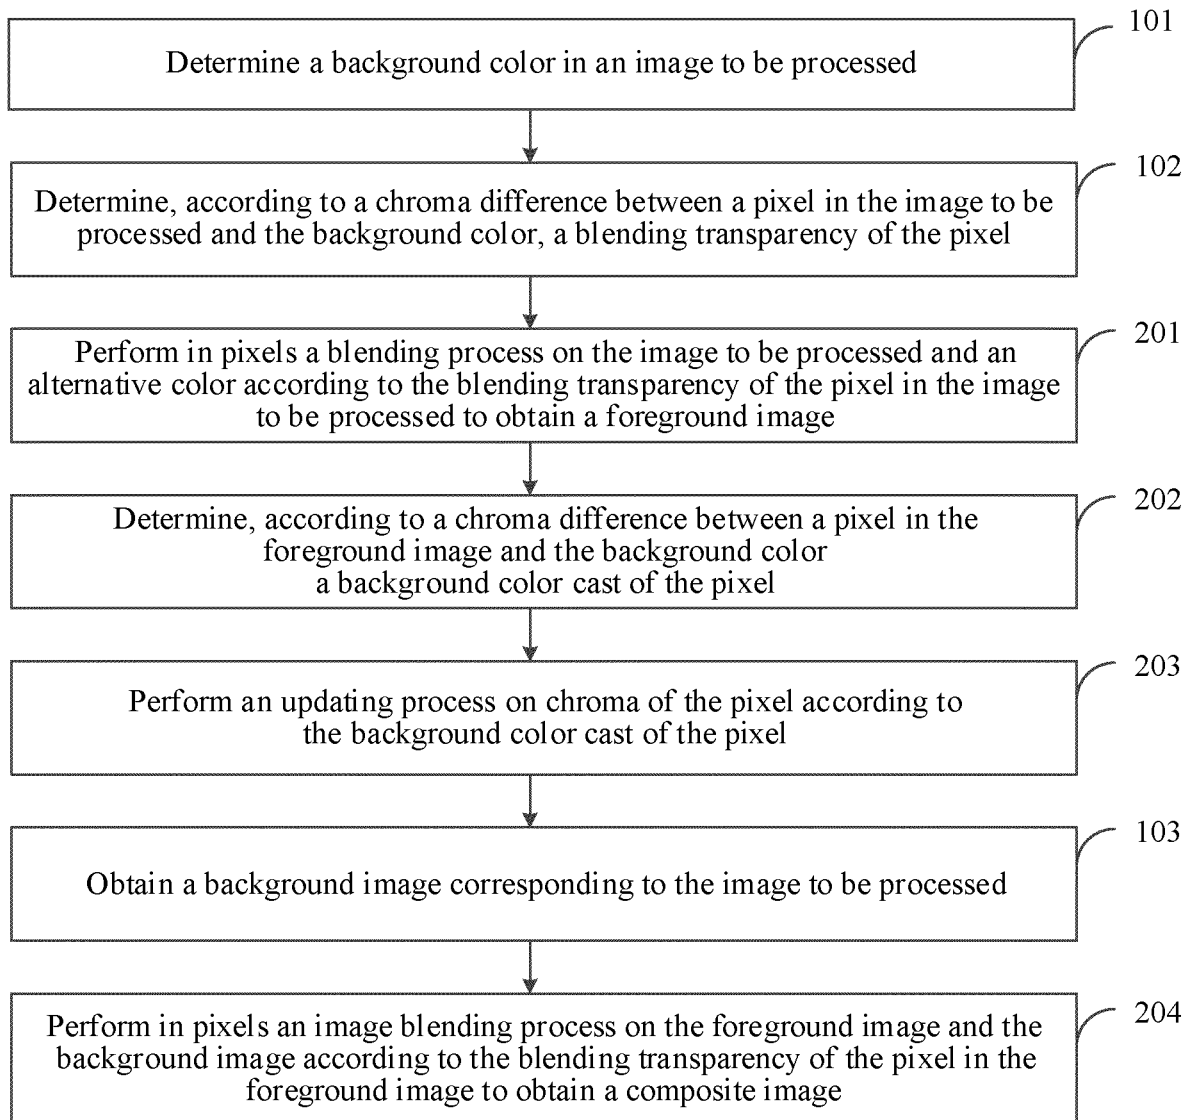 101
Determine a background color in an image to be processed
102
Determine, according to a chroma difference between a pixel in the image to be
processed and the background color, a blending transparency of the pixel
201
Perform in pixels a blending process on the image to be processed and an
alternative color according to the blending transparency of the pixel in the image
to be processed to obtain a foreground image
202
Determine, according to a chroma difference between a pixel in the
foreground image and the background color
a background color cast of the pixel
203
Perform an updating process on chroma of the pixel according to
the background color cast of the pixel
103
Obtain a background image corresponding to the image to be processed
204
Perform in pixels an image blending process on the foreground image and the
background image according to the blending transparency of the pixel in the
foreground image to obtain a composite image